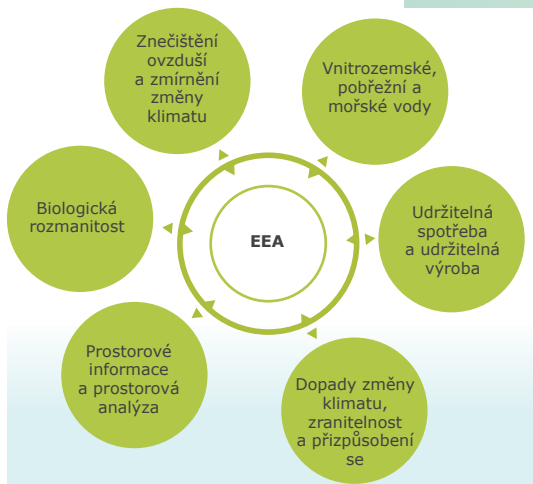 Znečištění
ovzduší
a zmírnění
změny
klimatu
Vnitrozemské,
pobřežní a
mořské vody
Biologická
rozmanitost
EEA
Udržitelná
spotřeba
a udržitelná
výroba
Prostorové
informace
a prostorová
analýza
Dopady změny
klimatu,
zranitelnost
a přizpůsobení
se